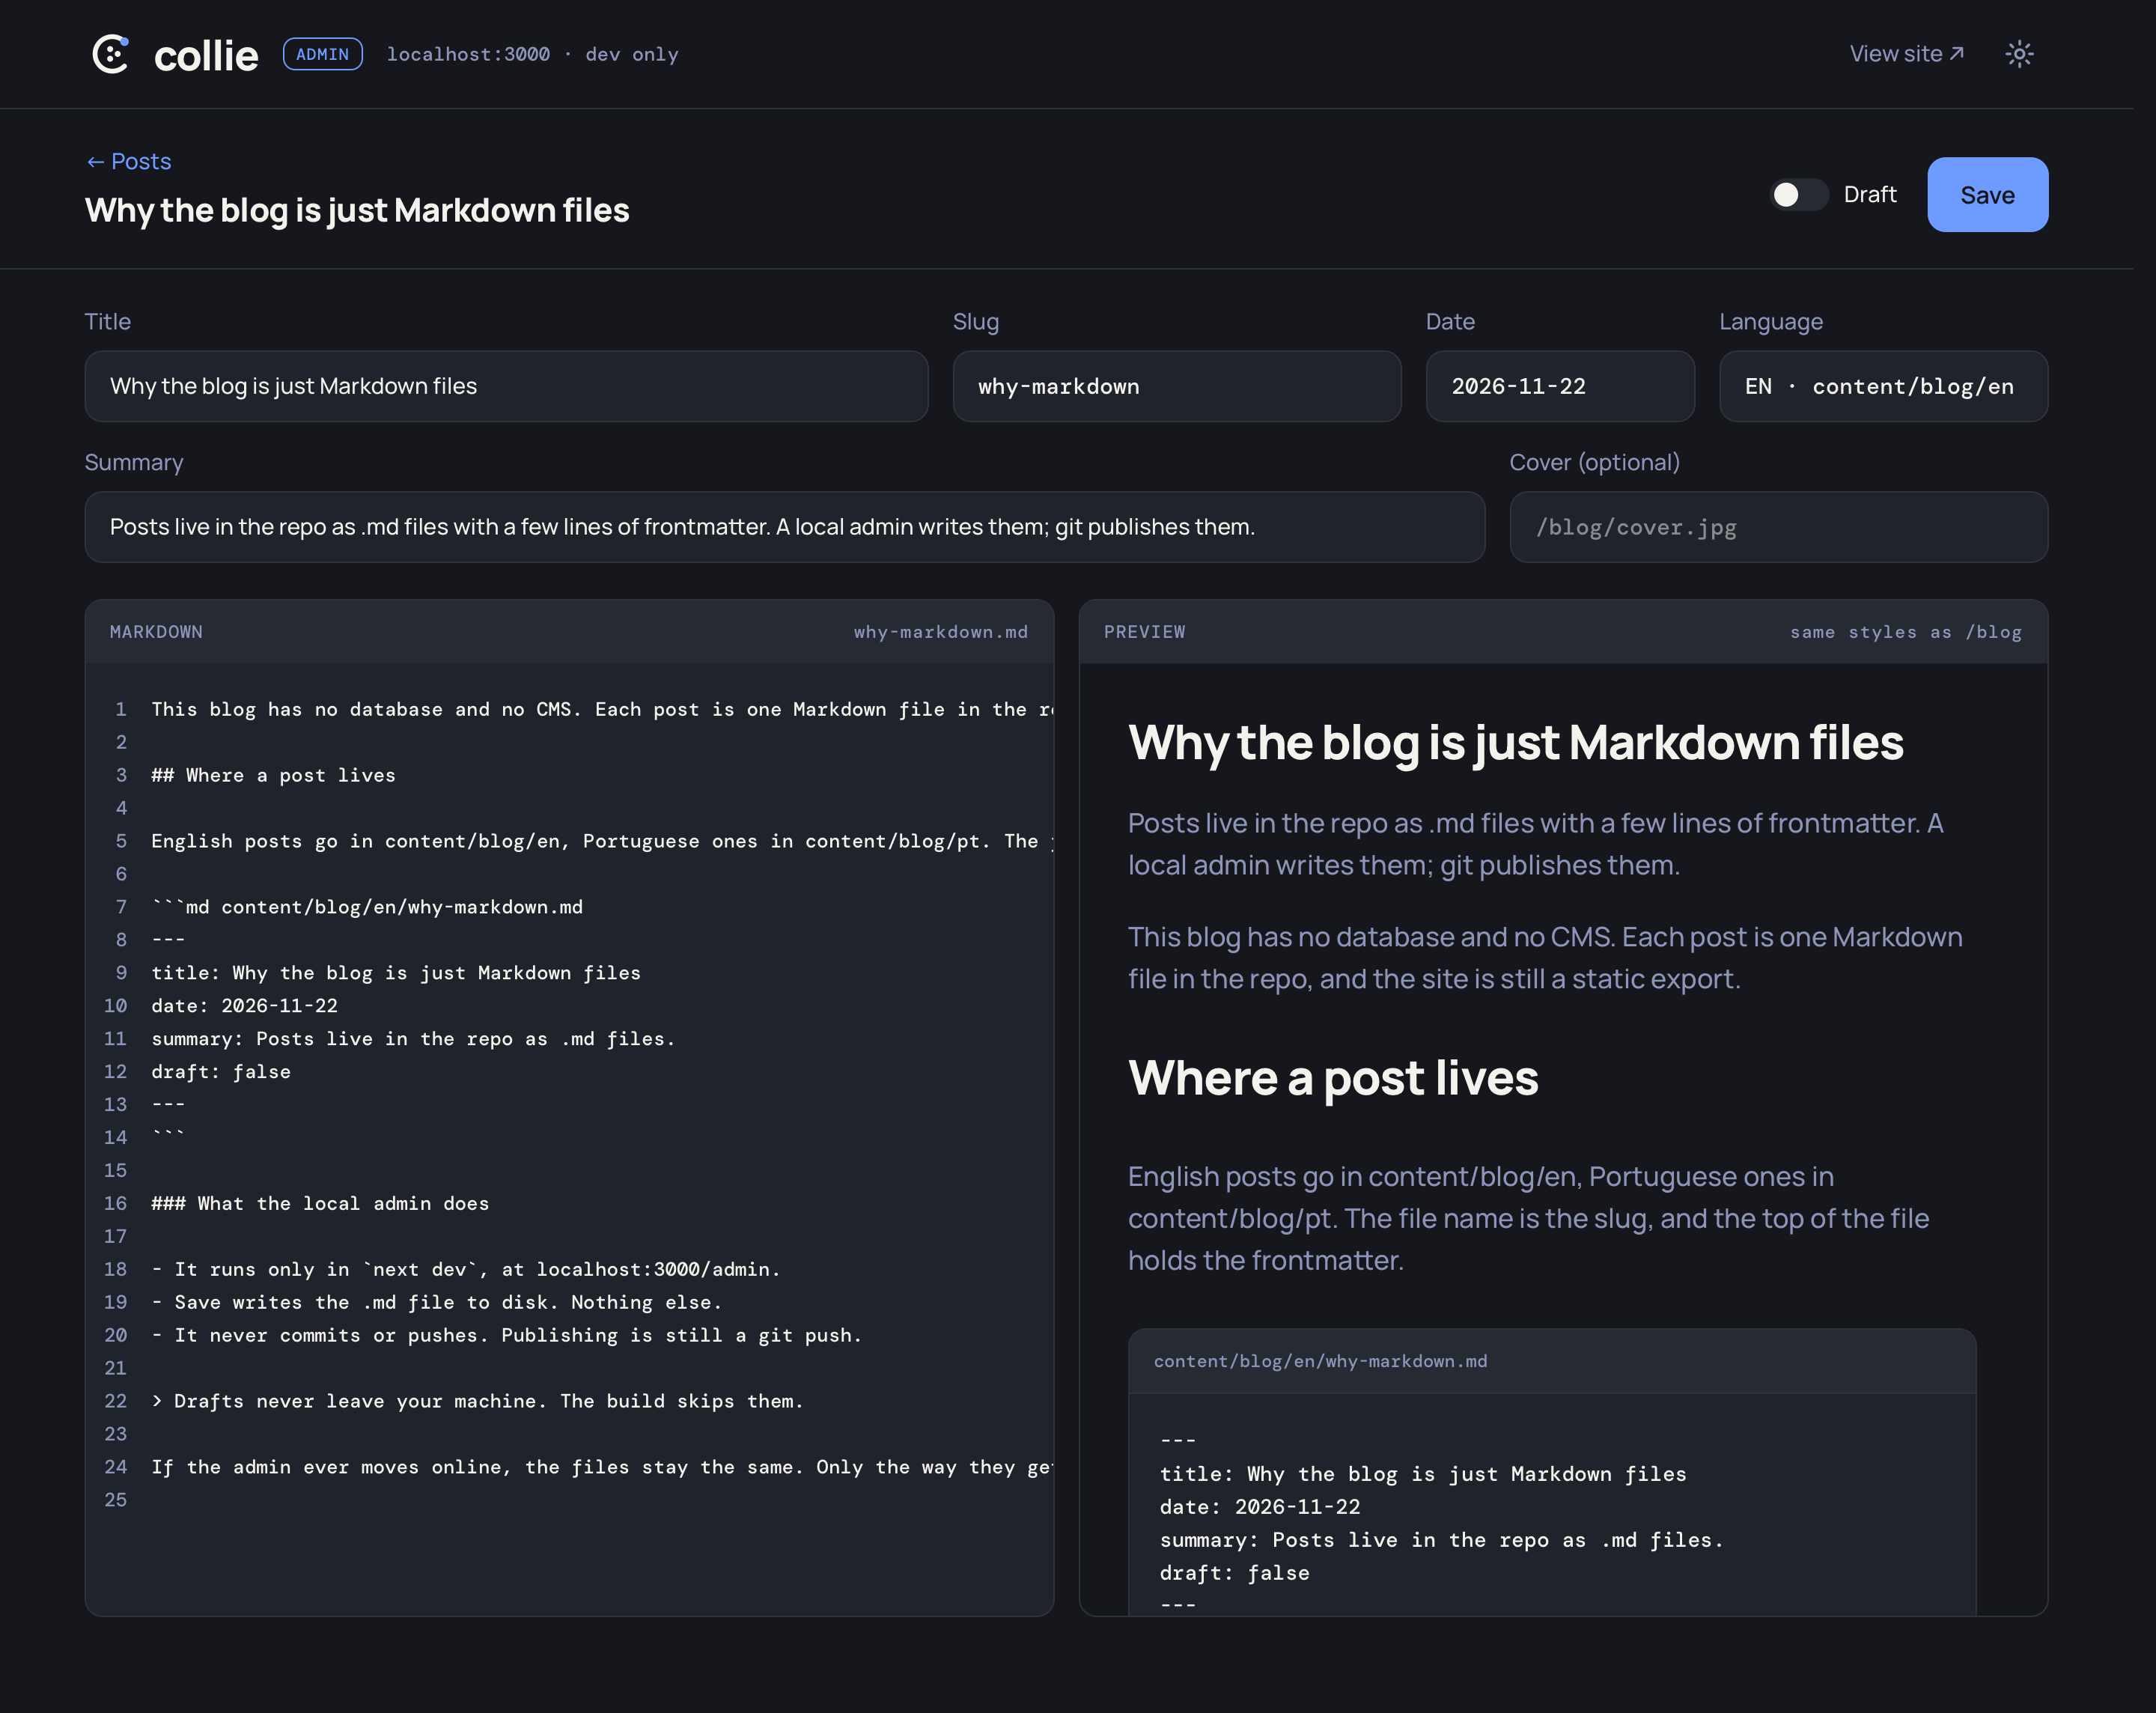 collie ADMIN localhost:3000 · dev only View site ↗
← Posts
Why the blog is just Markdown files
Draft Save
Title Slug Date Language
Why the blog is just Markdown files why-markdown 2026-11-22 EN · content/blog/en
Summary Cover (optional)
Posts live in the repo as .md files with a few lines of frontmatter. A local admin writes them; git publishes them. /blog/cover.jpg
MARKDOWN why-markdown.md
1 This blog has no database and no CMS. Each post is one Markdown file in the
2
3 ## Where a post lives
4
5 English posts go in content/blog/en, Portuguese ones in content/blog/pt. The
6
7 ```md content/blog/en/why-markdown.md
8 ---
9 title: Why the blog is just Markdown files
10 date: 2026-11-22
11 summary: Posts live in the repo as .md files.
12 draft: false
13 ---
14 ```
15
16 ### What the local admin does
17
18 - It runs only in `next dev`, at localhost:3000/admin.
19 - Save writes the .md file to disk. Nothing else.
20 - It never commits or pushes. Publishing is still a git push.
21
22 > Drafts never leave your machine. The build skips them.
23
24 If the admin ever moves online, the files stay the same. Only the way they
25
PREVIEW same styles as /blog
Why the blog is just Markdown files
Posts live in the repo as .md files with a few lines of frontmatter. A
local admin writes them; git publishes them.
This blog has no database and no CMS. Each post is one Markdown
file in the repo, and the site is still a static export.
Where a post lives
English posts go in content/blog/en, Portuguese ones in
content/blog/pt. The file name is the slug, and the top of the file
holds the frontmatter.
content/blog/en/why-markdown.md
---
title: Why the blog is just Markdown files
date: 2026-11-22
summary: Posts live in the repo as .md files.
draft: false
---